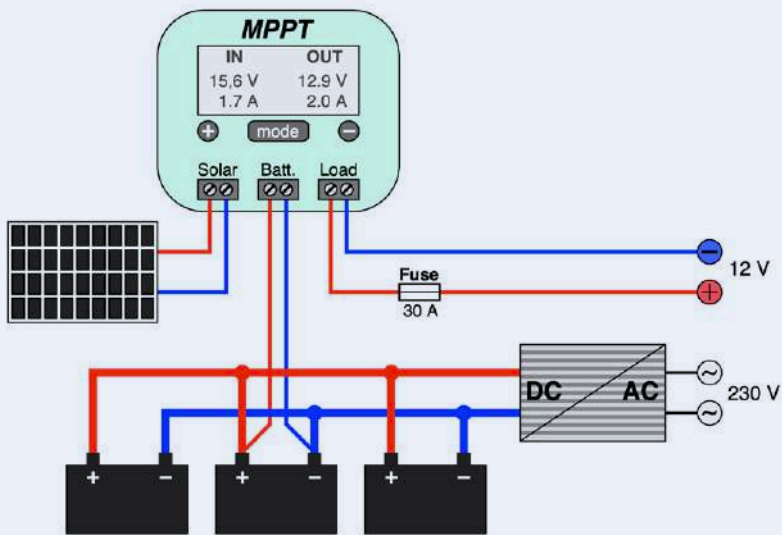 MPPT
IN OUT
15,6 V 12.9 V
1.7 A 2.0 A
+ mode −
Solar Batt. Load
−
12 V
Fuse
+
30 A
DC AC
~
230 V
~
+ − + − + −